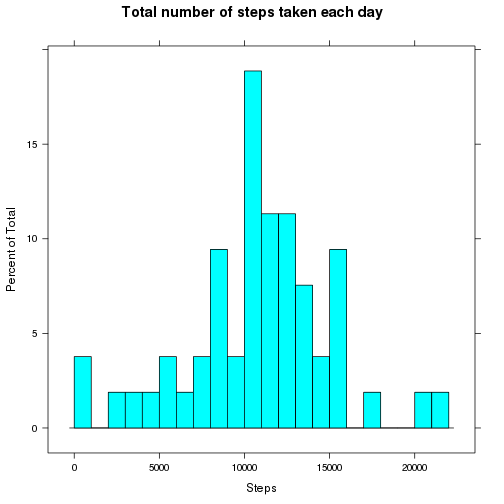 Total number of steps taken each day
Percent of Total
15
10
5
0
0 5000 10000 15000 20000
Steps